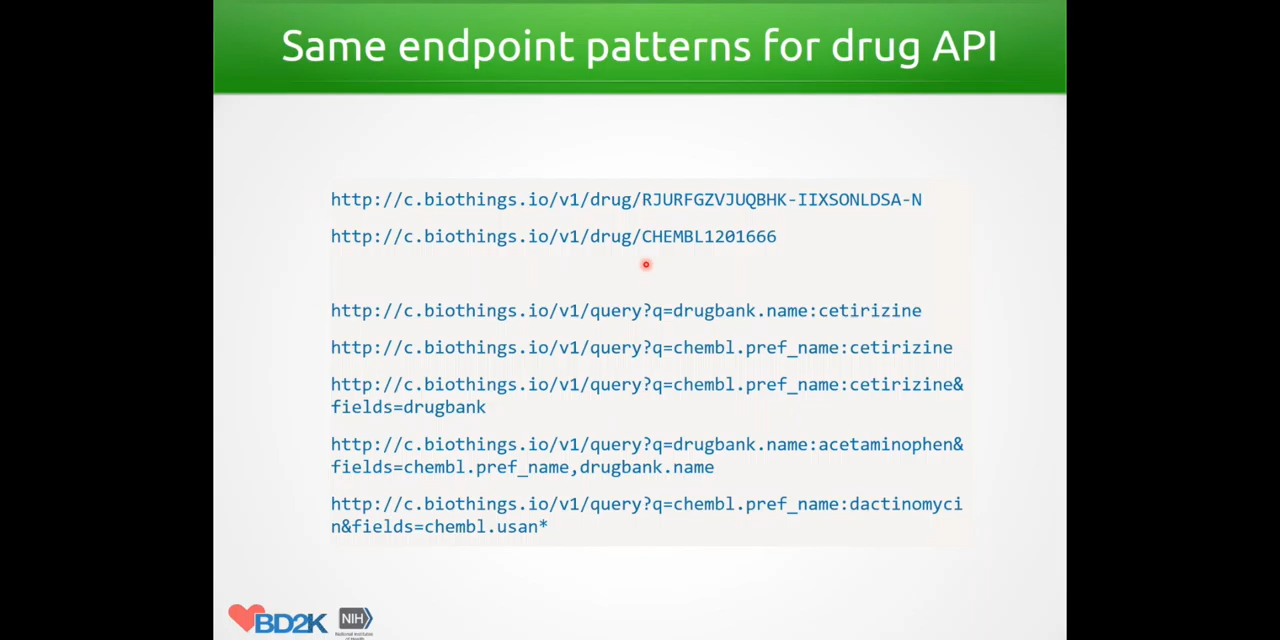 Same endpoint patterns for drug API
http://c.biothings.io/v1/drug/RJURFGZVJUQBHK-IIXSONLDSA-N
http://c.biothings.io/v1/drug/CHEMBL1201666
http://c.biothings.io/v1/query?q=drugbank.name:cetirizine
http://c.biothings.io/v1/query?q=chembl.pref_name:cetirizine
http://c.biothings.io/v1/query?q=chembl.pref_name:cetirizine&
fields=drugbank
http://c.biothings.io/v1/query?q=drugbank.name:acetaminophen&
fields=chembl.pref_name,drugbank.name
http://c.biothings.io/v1/query?q=chembl.pref_name:dactinomyci
n&fields=chembl.usan*
BD2K
NIH
National Institutes